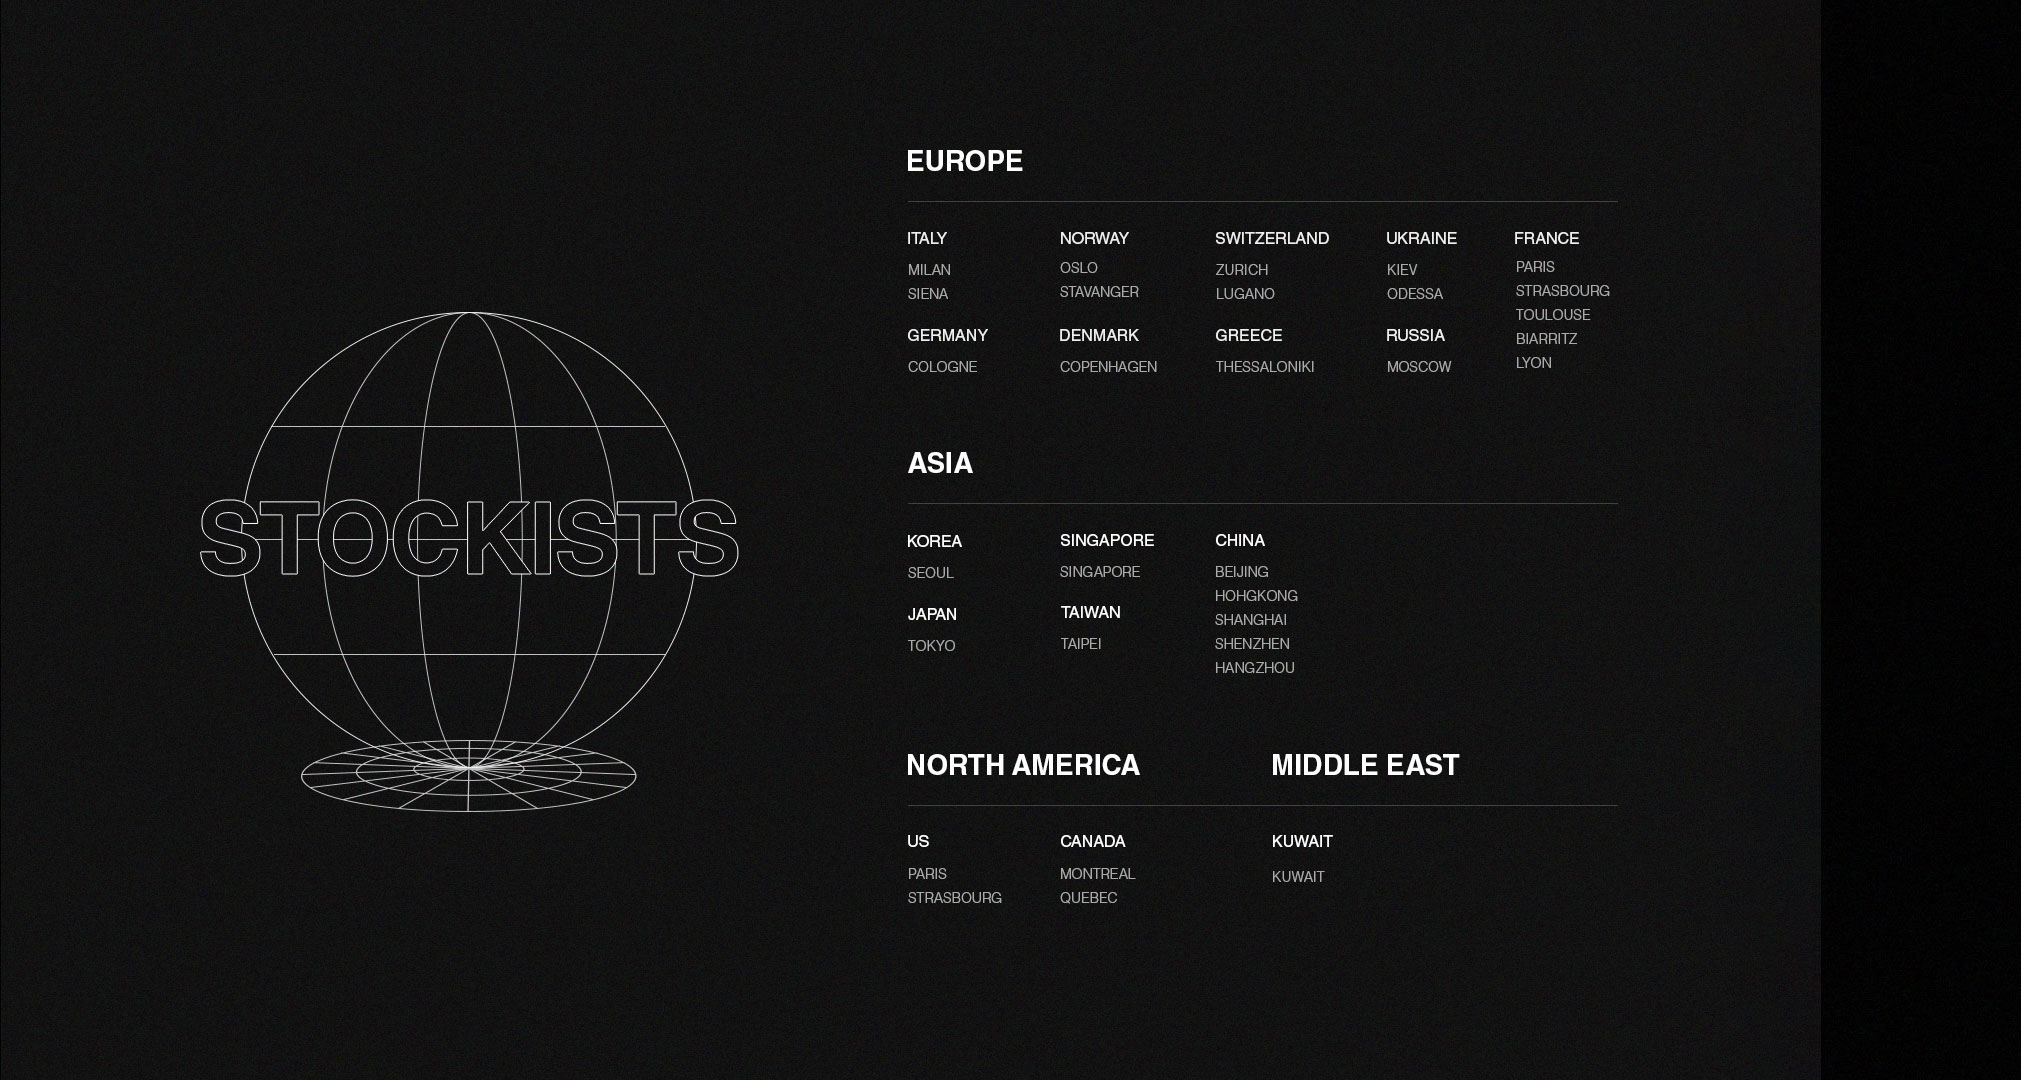 STOCKISTS
EUROPE
ITALY
MILAN
SIENA
NORWAY
OSLO
STAVANGER
SWITZERLAND
ZURICH
LUGANO
UKRAINE
KIEV
ODESSA
FRANCE
PARIS
STRASBOURG
TOULOUSE
BIARRITZ
LYON
GERMANY
COLOGNE
DENMARK
COPENHAGEN
GREECE
THESSALONIKI
RUSSIA
MOSCOW
ASIA
KOREA
SEOUL
SINGAPORE
SINGAPORE
CHINA
BEIJING
HOHGKONG
SHANGHAI
SHENZHEN
HANGZHOU
JAPAN
TOKYO
TAIWAN
TAIPEI
NORTH AMERICA
US
PARIS
STRASBOURG
CANADA
MONTREAL
QUEBEC
MIDDLE EAST
KUWAIT
KUWAIT